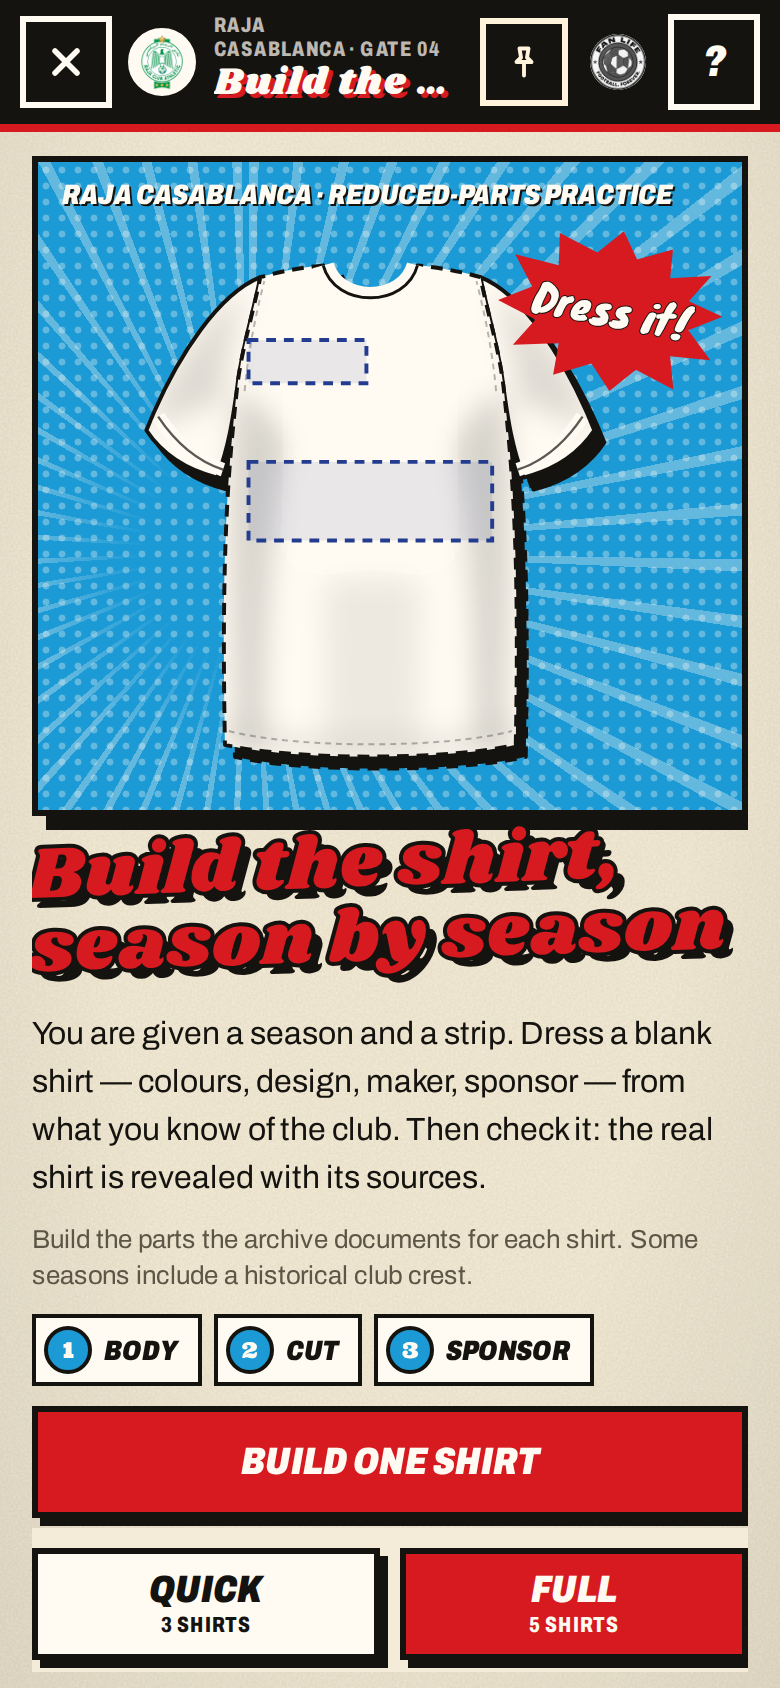 RAJA
CASABLANCA · GATE 04
Build the ...
FAN LIFE
FOOTBALL FOREVER
?
RAJA CASABLANCA · REDUCED-PARTS PRACTICE
Dress it!
Build the shirt,
season by season
You are given a season and a strip. Dress a blank
shirt — colours, design, maker, sponsor — from
what you know of the club. Then check it: the real
shirt is revealed with its sources.
Build the parts the archive documents for each shirt. Some
seasons include a historical club crest.
1 BODY
2 CUT
3 SPONSOR
BUILD ONE SHIRT
QUICK
3 SHIRTS
FULL
5 SHIRTS